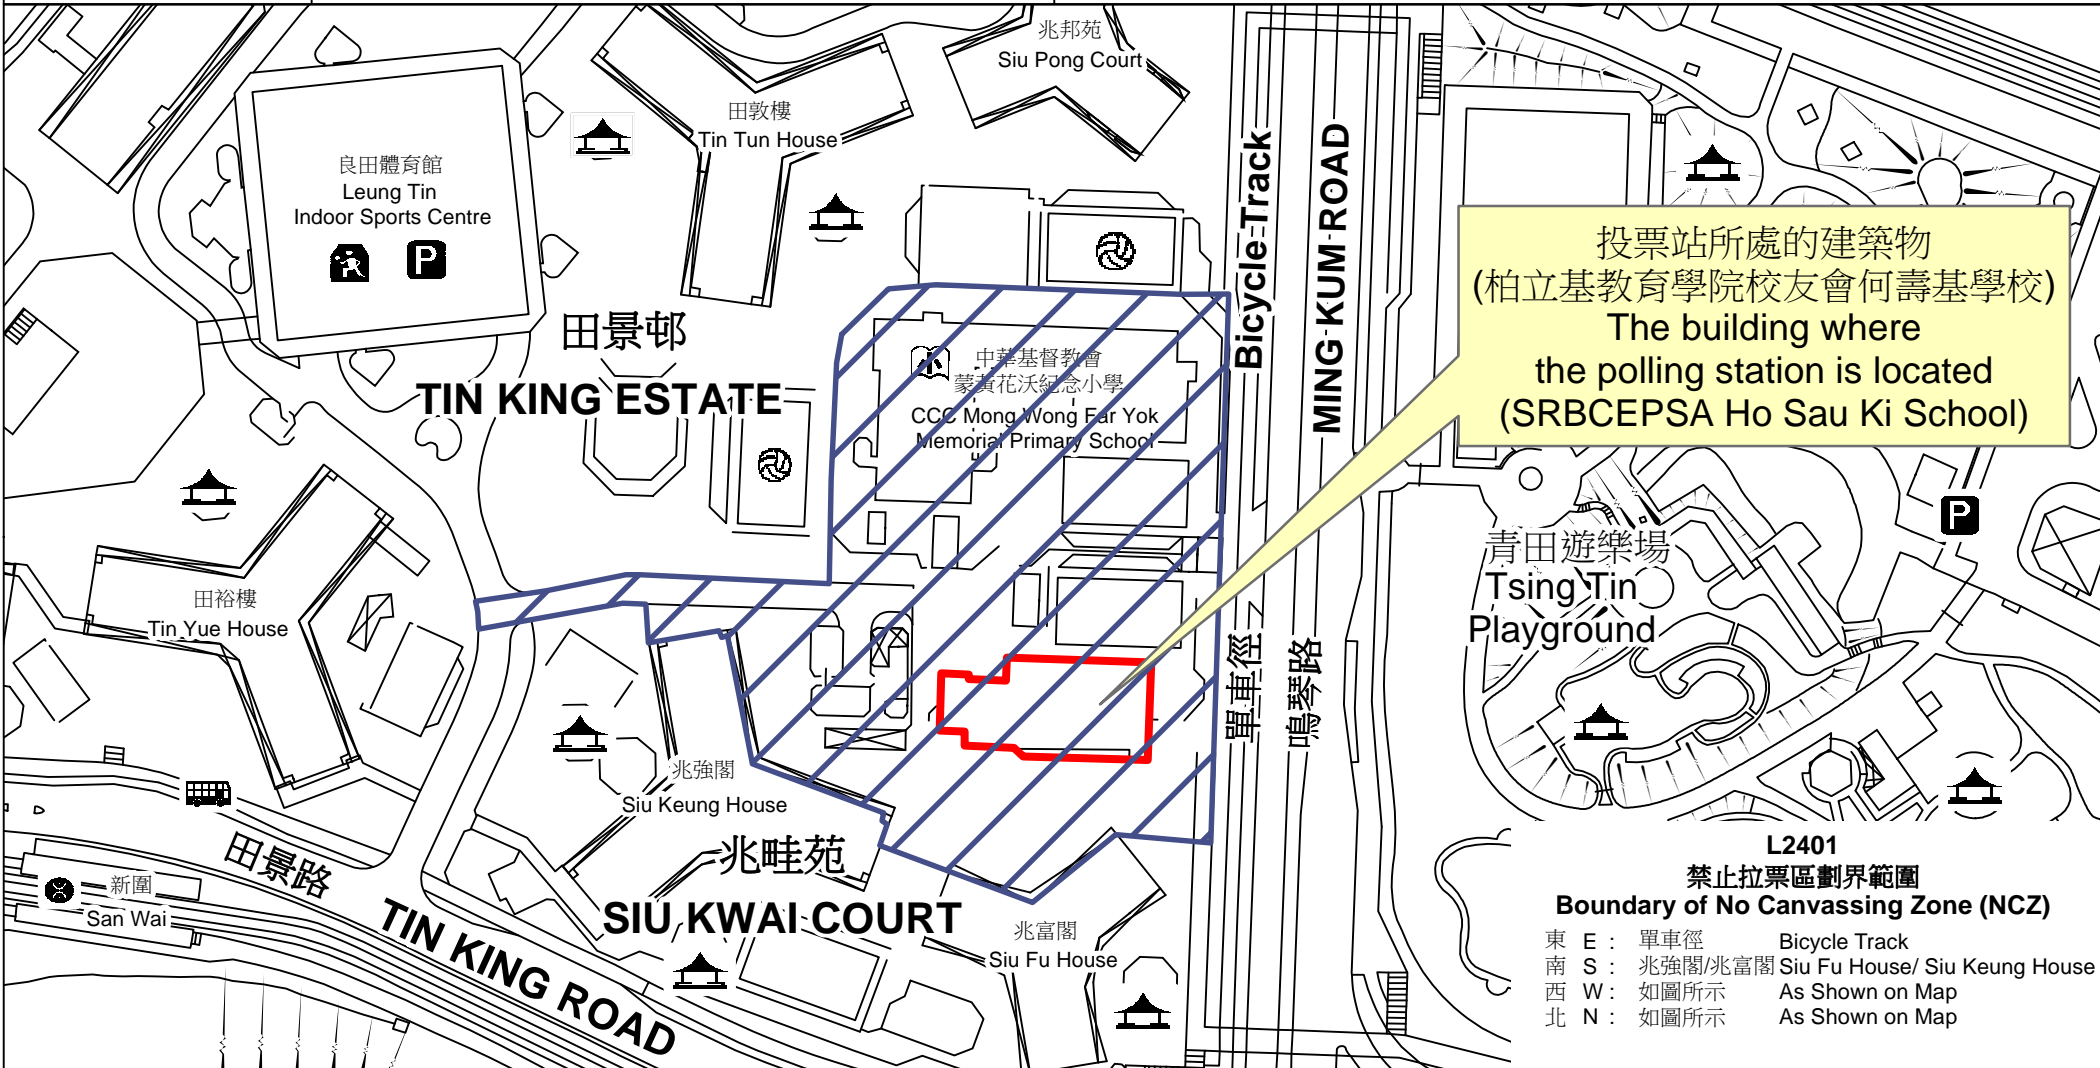 兆邦苑
Siu Pong Court
田敦樓
Tin Tun House
良田體育館
Leung Tin
Indoor Sports Centre
P
Bicycle Track
MING KUM ROAD
投票站所處的建築物
(柏立基教育學院校友會何壽基學校)
The building where
the polling station is located
(SRBCEPSA Ho Sau Ki School)
田景邨
TIN KING ESTATE
中華基督教會
蒙黃花沃紀念小學
CCC Mong Wong Far Yok
Memorial Primary School
P
青田遊樂場
Tsing Tin
Playground
田裕樓
Tin Yue House
單車徑
鳴琴路
兆強閣
Siu Keung House
兆畦苑
SIU KWAI COURT
田景路
TIN KING ROAD
新圍
San Wai
兆富閣
Siu Fu House
L2401
禁止拉票區劃界範圍
Boundary of No Canvassing Zone (NCZ)
東 E : 單車徑 Bicycle Track
南 S : 兆強閣/兆富閣 Siu Fu House/ Siu Keung House
西 W : 如圖所示 As Shown on Map
北 N : 如圖所示 As Shown on Map